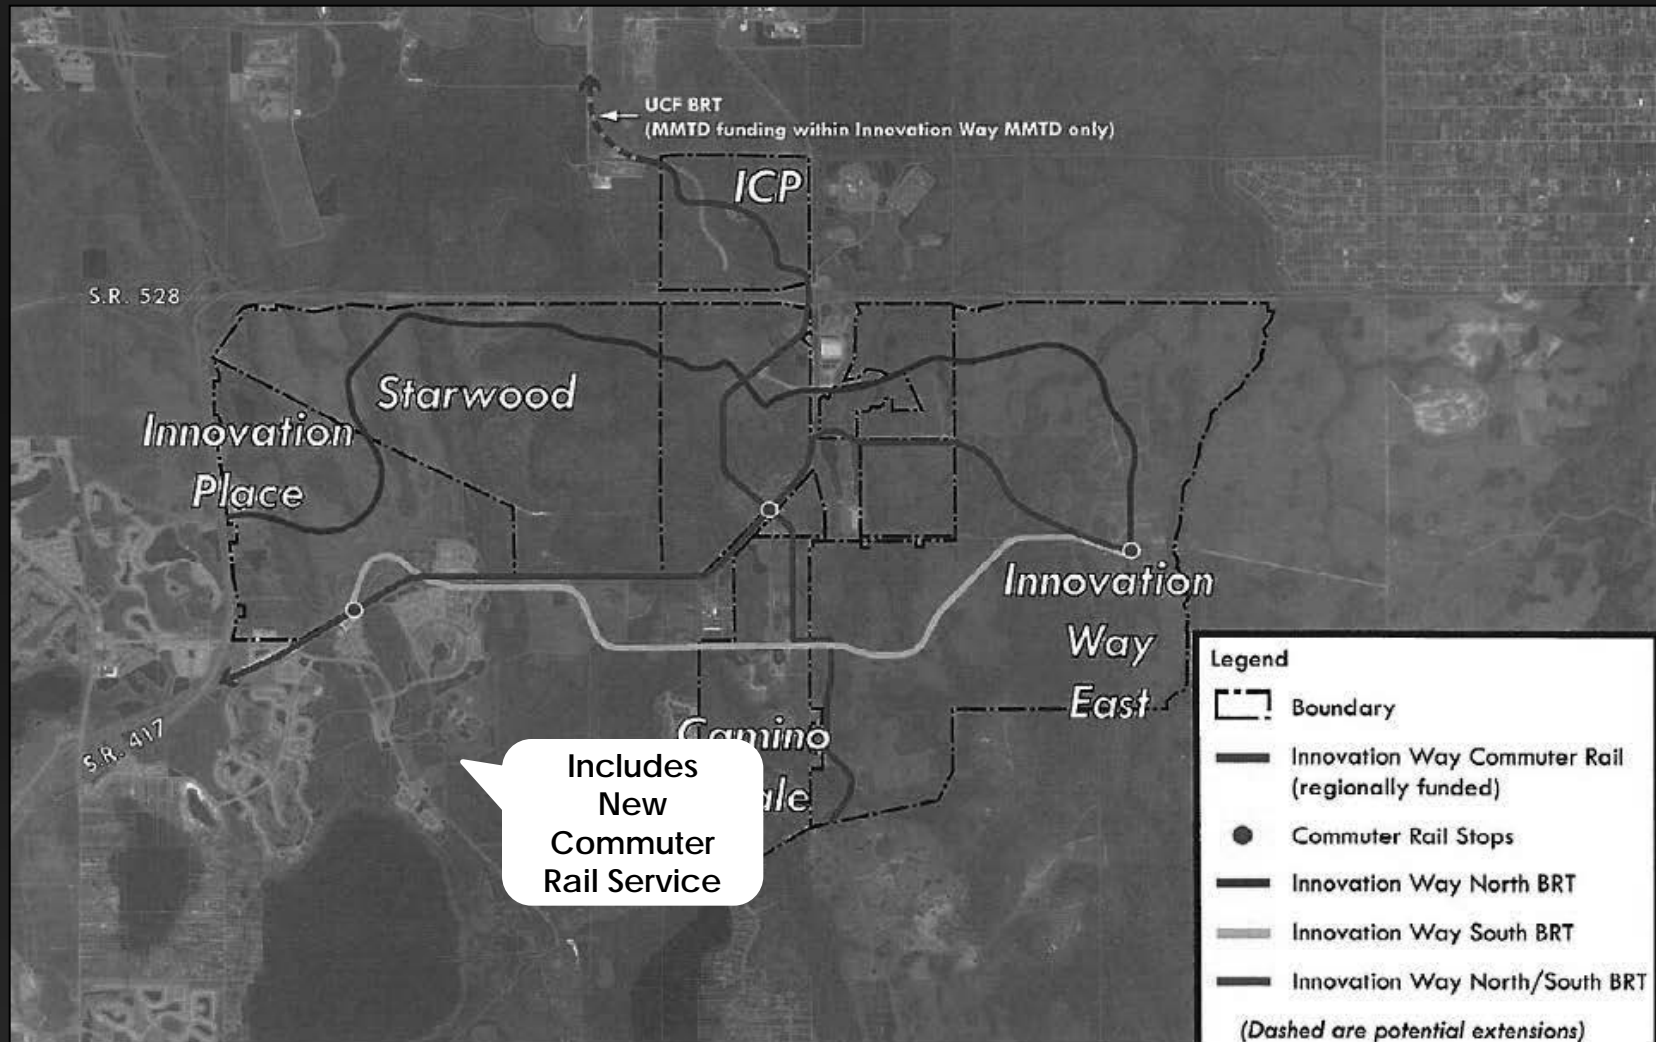 UCF BRT
(MMTD funding within Innovation Way MMTD only)
ICP
S.R. 528
Starwood
Innovation
Place
Innovation
Way
East
S.R. 417
Camino
Includes
New
Commuter
Rail Service
Legend
Boundary
Innovation Way Commuter Rail
(regionally funded)
Commuter Rail Stops
Innovation Way North BRT
Innovation Way South BRT
Innovation Way North/South BRT
(Dashed are potential extensions)